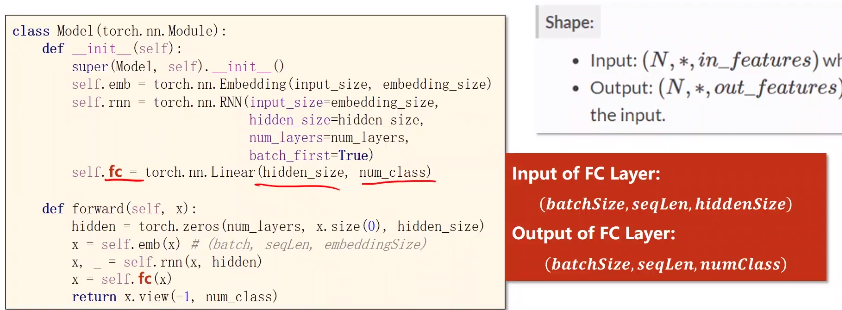 class Model(torch.nn.Module):
def __init__(self):
super(Model, self).__init__()
self.emb = torch.nn.Embedding(input_size, embedding_size)
self.rnn = torch.nn.RNN(input_size=embedding_size,
hidden_size=hidden_size,
num_layers=num_layers,
batch_first=True)
self.fc = torch.nn.Linear(hidden_size, num_class)
def forward(self, x):
hidden = torch.zeros(num_layers, x.size(0), hidden_size)
x = self.emb(x) # (batch, seqLen, embeddingSize)
x, _ = self.rnn(x, hidden)
x = self.fc(x)
return x.view(-1, num_class)
Shape:
• Input: (N, *, in_features) wh
• Output: (N, *, out_features)
the input.
Input of FC Layer:
(batchSize, seqLen, hiddenSize)
Output of FC Layer:
(batchSize, seqLen, numClass)